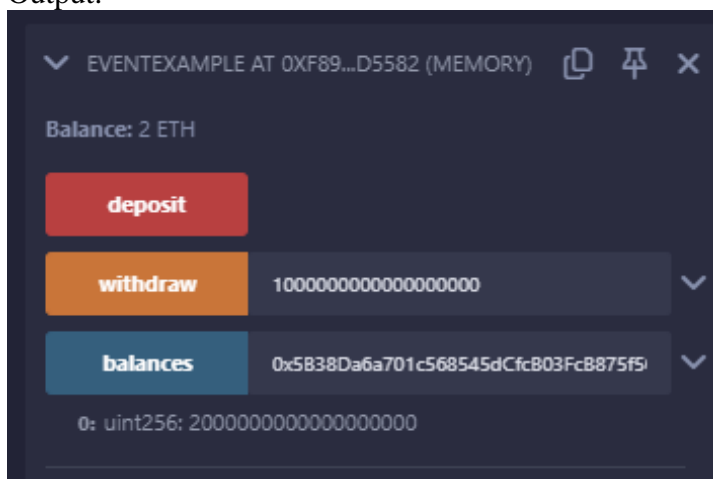 Output:
EVENTEXAMPLE AT 0XF89...D5582 (MEMORY)
Balance: 2 ETH
deposit
withdraw 1000000000000000000
balances 0x5B38Da6a701c568545dCfcB03FcB875f5
0: uint256: 2000000000000000000